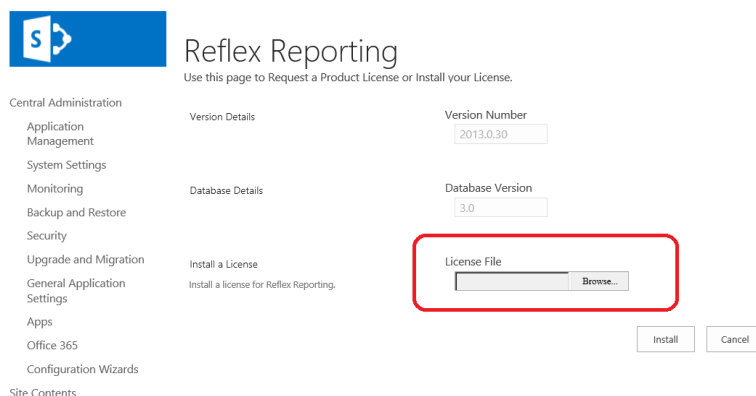 S
Reflex Reporting
Use this page to Request a Product License or Install your License.
Central Administration
Application
Management
System Settings
Monitoring
Backup and Restore
Security
Upgrade and Migration
General Application
Settings
Apps
Office 365
Configuration Wizards
Site Contents
Version Details
Version Number
2013.0.30
Database Details
Database Version
3.0
Install a License
Install a license for Reflex Reporting.
License File
Browse...
Install
Cancel